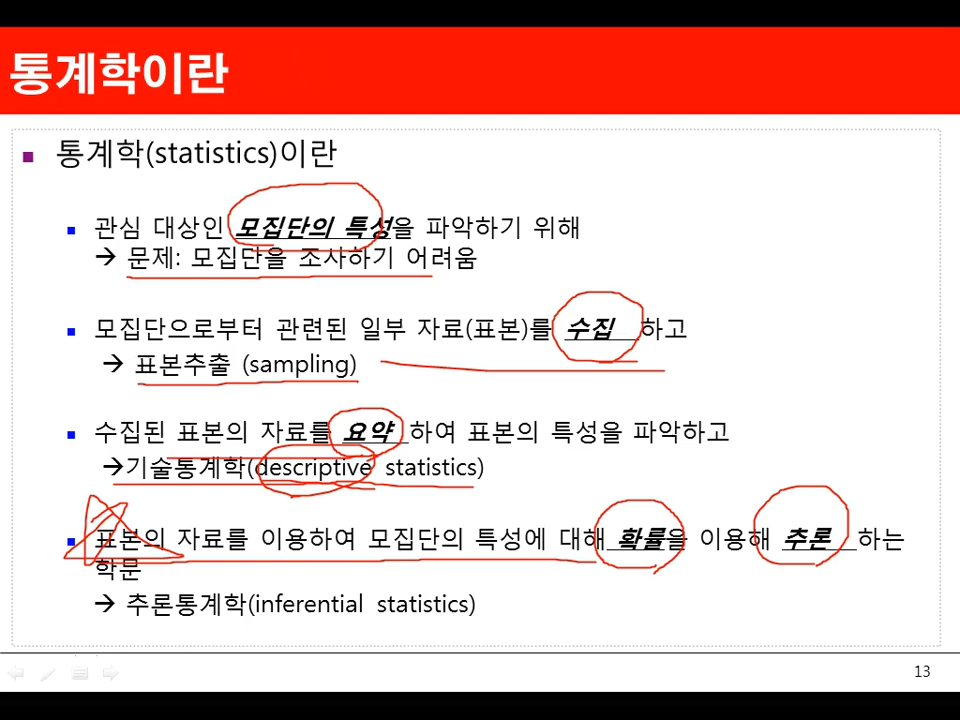 통계학이란
▪ 통계학(statistics)이란
▪ 관심 대상인 모집단의 특성을 파악하기 위해
→ 문제: 모집단을 조사하기 어려움
▪ 모집단으로부터 관련된 일부 자료(표본)를 수집 하고
→ 표본추출 (sampling)
▪ 수집된 표본의 자료를 요약 하여 표본의 특성을 파악하고
→기술통계학(descriptive statistics)
▪ 표본의 자료를 이용하여 모집단의 특성에 대해 확률을 이용해 추론 하는
학문
→ 추론통계학(inferential statistics)
13